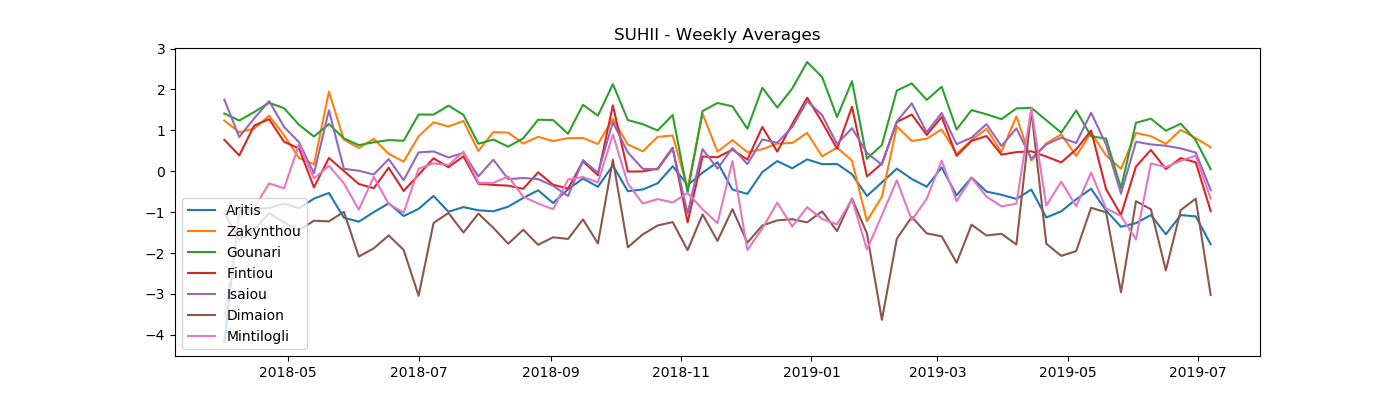 SUHII - Weekly Averages
3
2
1
0
−1
−2
−3
−4
Aritis
Zakynthou
Gounari
Fintiou
Isaiou
Dimaion
Mintilogli
2018-05 2018-07 2018-09 2018-11 2019-01 2019-03 2019-05 2019-07